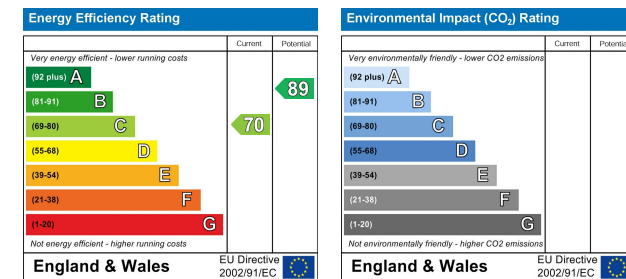 Energy Efficiency Rating
Current
Potential
Very energy efficient - lower running costs
(92 plus) A
(81-91) B
(69-80) C
(55-68) D
(39-54) E
(21-38) F
(1-20) G
89
70
Not energy efficient - higher running costs
England & Wales
EU Directive
2002/91/EC
Environmental Impact (CO₂) Rating
Current
Potential
Very environmentally friendly - lower CO2 emissions
(92 plus) A
(81-91) B
(69-80) C
(55-68) D
(39-54) E
(21-38) F
(1-20) G
Not environmentally friendly - higher CO2 emissions
England & Wales
EU Directive
2002/91/EC